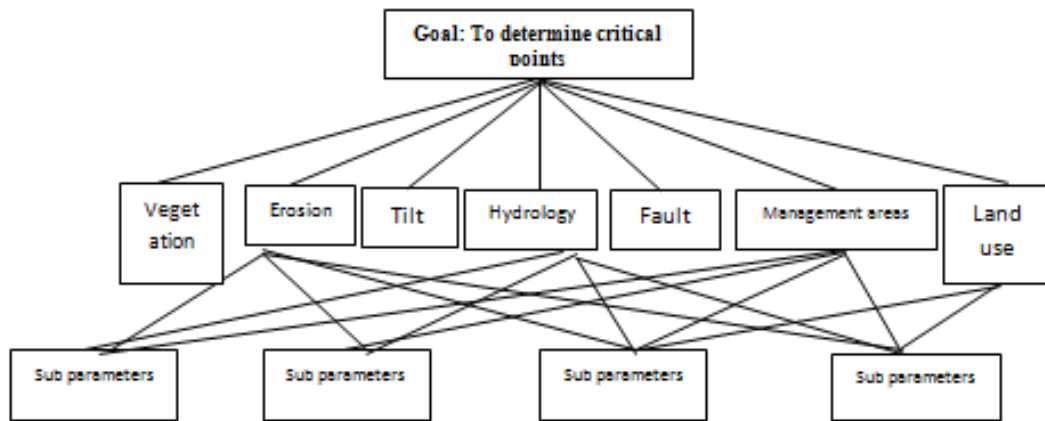 Goal: To determine critical
points
Veget
ation
Erosion
Tilt
Hydrology
Fault
Management areas
Land
use
Sub parameters
Sub parameters
Sub parameters
Sub parameters